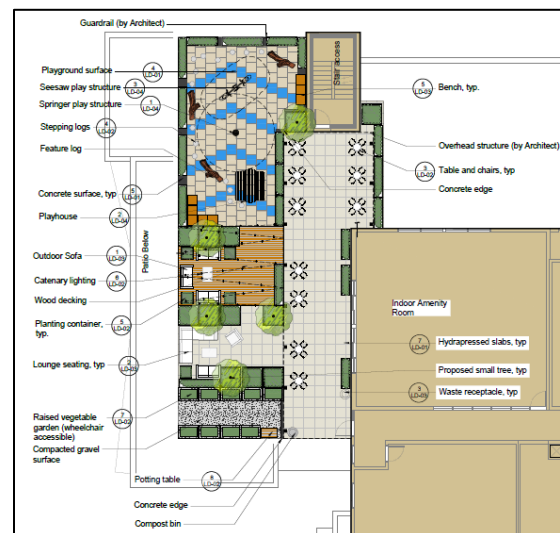 Guardrail (by Architect)
Stair access
Playground surface
4
LD-01
Seesaw play structure
3
LD-04
Springer play structure
1
LD-04
Stepping logs
4
LD-02
Feature log
Concrete surface, typ
5
LD-01
Playhouse
2
LD-04
Patio Below
Outdoor Sofa
1
LD-03
Catenary lighting
6
LD-02
Wood decking
Planting container,
typ.
5
LD-02
Lounge seating, typ
2
LD-03
Raised vegetable
garden (wheelchair
accessible)
7
LD-02
Compacted gravel
surface
Potting table
8
LD-02
Concrete edge
Compost bin
5
LD-03
Bench, typ.
Overhead structure (by Architect)
3
LD-02
Table and chairs, typ
Concrete edge
Indoor Amenity
Room
7
LD-01
Hydrapressed slabs, typ
Proposed small tree, typ
3
LD-03
Waste receptacle, typ